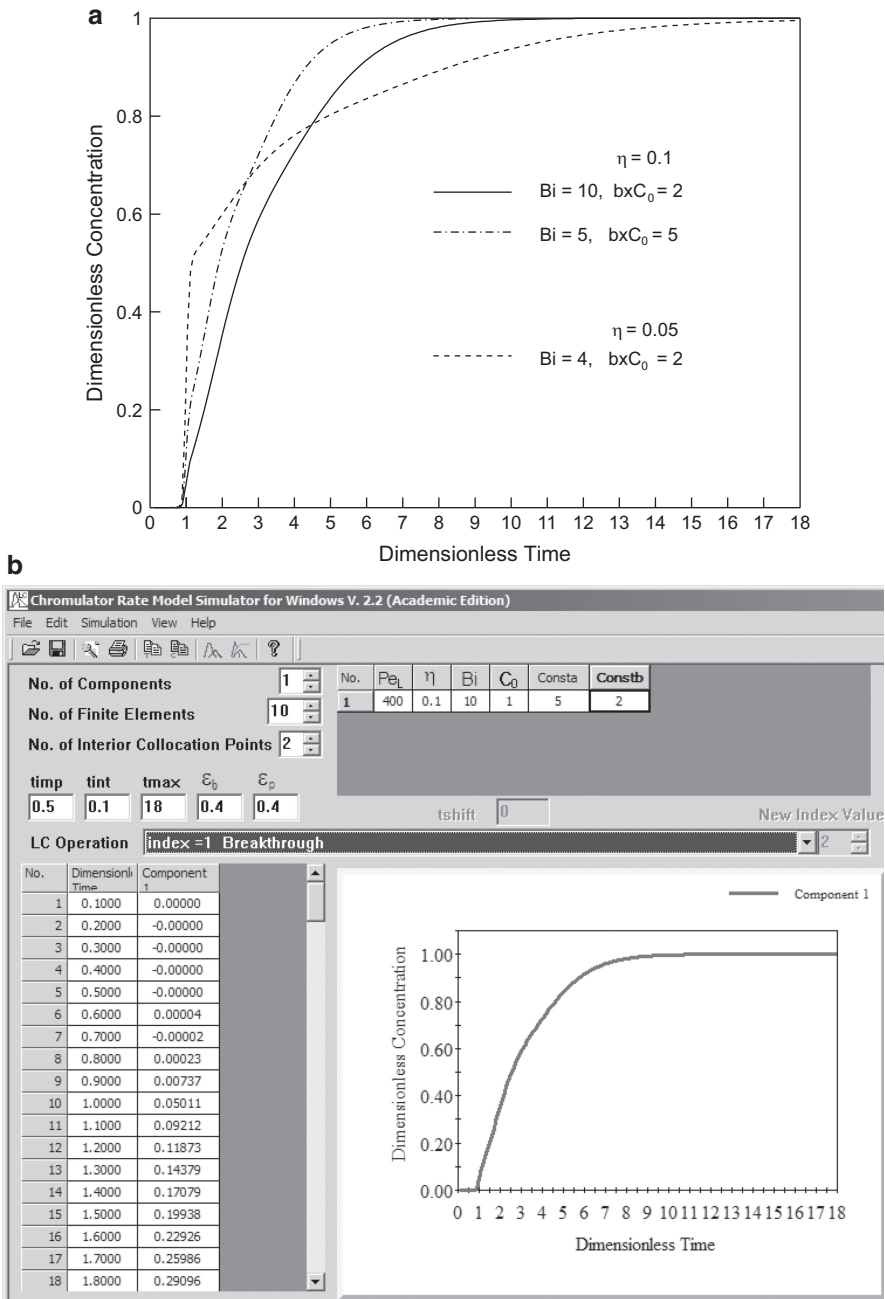 a
1
0.8
0.6
0.4
0.2
0
Dimensionless Concentration
η = 0.1
Bi = 10, bxC₀ = 2
Bi = 5, bxC₀ = 5
η = 0.05
Bi = 4, bxC₀ = 2
0 1 2 3 4 5 6 7 8 9 10 11 12 13 14 15 16 17 18
Dimensionless Time
b
Chromulator Rate Model Simulator for Windows V. 2.2 (Academic Edition)
File Edit Simulation View Help
No. of Components 1
No. of Finite Elements 10
No. of Interior Collocation Points 2
No. Pe_L η Bi C₀ Consta Constb
1 400 0.1 10 1 5 2
timp tint tmax ε_b ε_p
0.5 0.1 18 0.4 0.4
tshift 0 New Index Value
LC Operation index =1 Breakthrough 2
No. Dimensionl Time Component 1
1 0.1000 0.00000
2 0.2000 -0.00000
3 0.3000 -0.00000
4 0.4000 -0.00000
5 0.5000 -0.00000
6 0.6000 0.00004
7 0.7000 -0.00002
8 0.8000 0.00023
9 0.9000 0.00737
10 1.0000 0.05011
11 1.1000 0.09212
12 1.2000 0.11873
13 1.3000 0.14379
14 1.4000 0.17079
15 1.5000 0.19938
16 1.6000 0.22926
17 1.7000 0.25986
18 1.8000 0.29096
Component 1
Dimensionless Concentration
1.00
0.80
0.60
0.40
0.20
0.00
0 1 2 3 4 5 6 7 8 9 10 11 12 13 14 15 16 17 18
Dimensionless Time